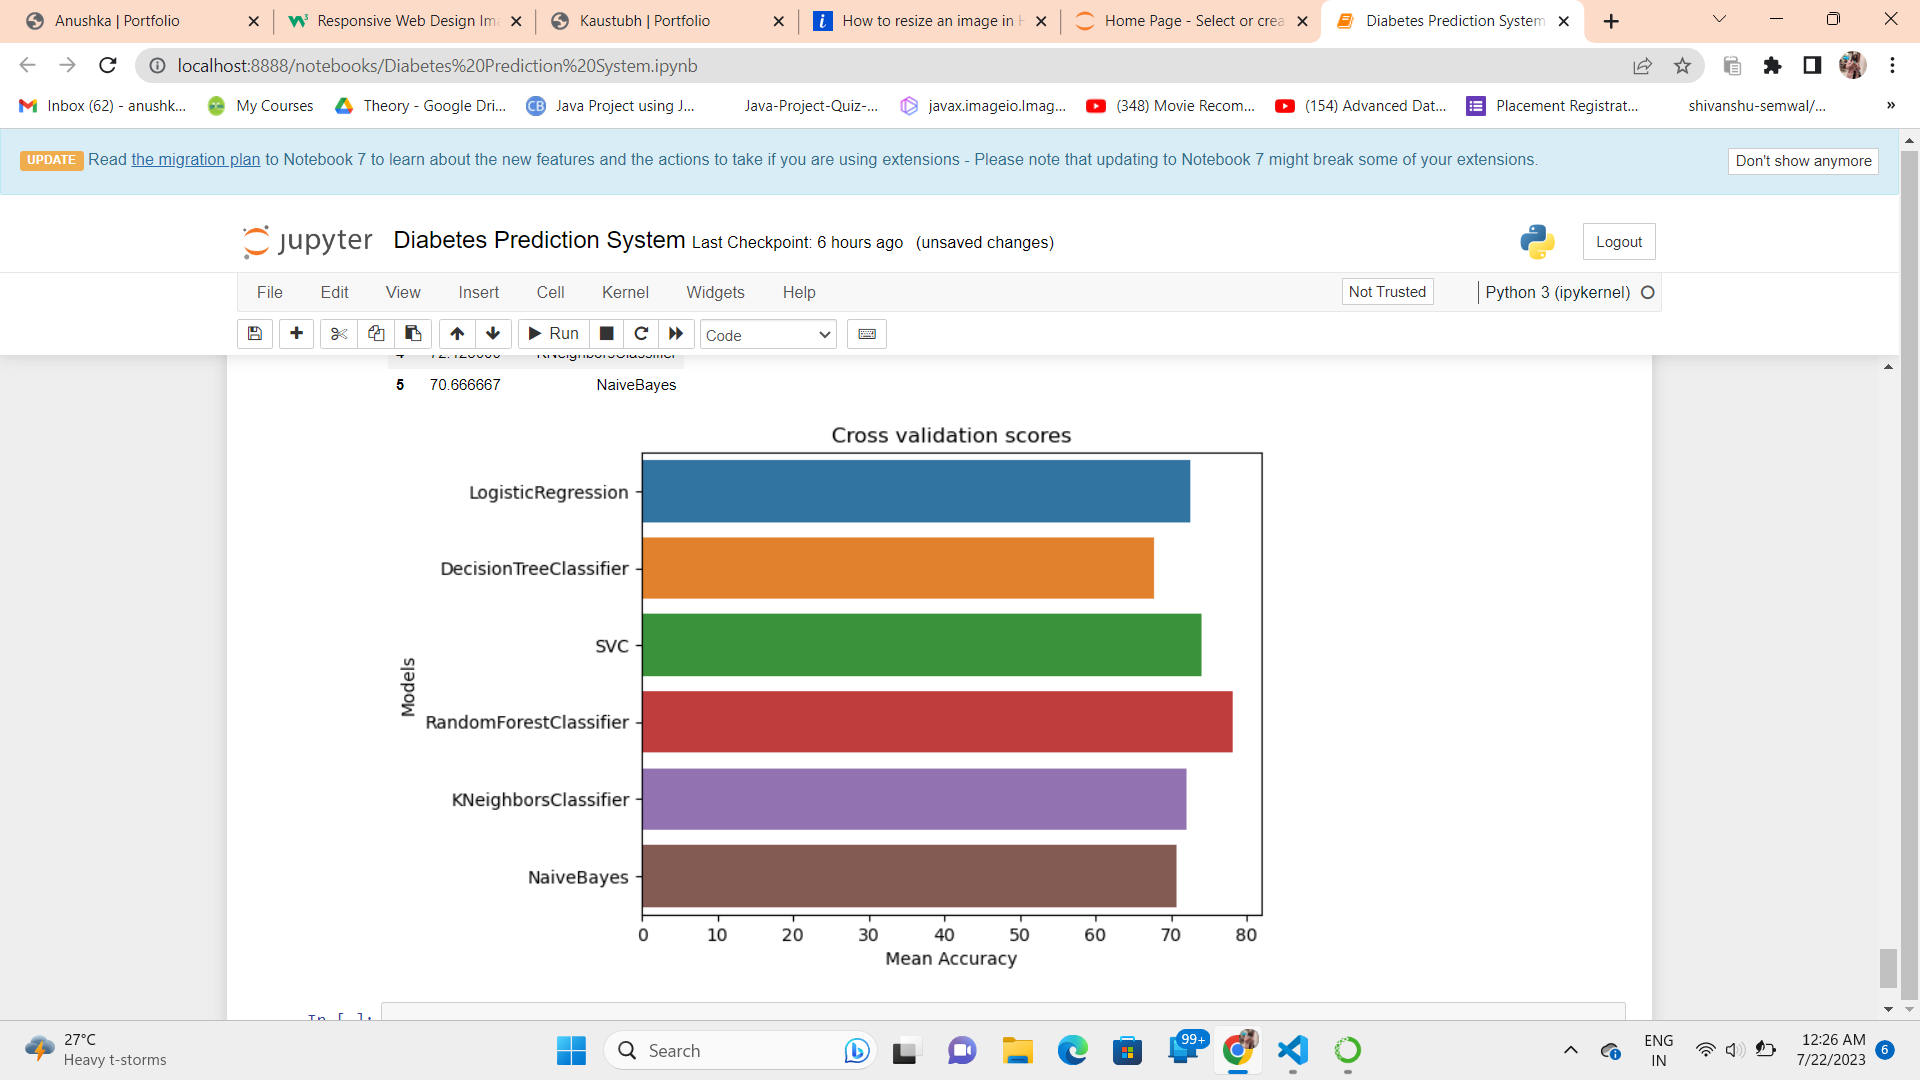 Anushka | Portfolio
Responsive Web Design Im
Kaustubh | Portfolio
How to resize an image in H
Home Page - Select or crea
Diabetes Prediction System
localhost:8888/notebooks/Diabetes%20Prediction%20System.ipynb
Inbox (62) - anushk...
My Courses
Theory - Google Dri...
CB
Java Project using J...
Java-Project-Quiz-...
javax.imageio.Imag...
(348) Movie Recom...
(154) Advanced Dat...
Placement Registrat...
shivanshu-semwal/...
»
UPDATE Read the migration plan to Notebook 7 to learn about the new features and the actions to take if you are using extensions - Please note that updating to Notebook 7 might break some of your extensions.
Don't show anymore
jupyter Diabetes Prediction System Last Checkpoint: 6 hours ago (unsaved changes)
Logout
File Edit View Insert Cell Kernel Widgets Help
Not Trusted
Python 3 (ipykernel)
Run
Code
5 70.666667 NaiveBayes
Cross validation scores
LogisticRegression
DecisionTreeClassifier
SVC
Models
RandomForestClassifier
KNeighborsClassifier
NaiveBayes
0 10 20 30 40 50 60 70 80
Mean Accuracy
In [ ]:
27°C
Heavy t-storms
Search
99+
ENG
IN
12:26 AM
7/22/2023
6